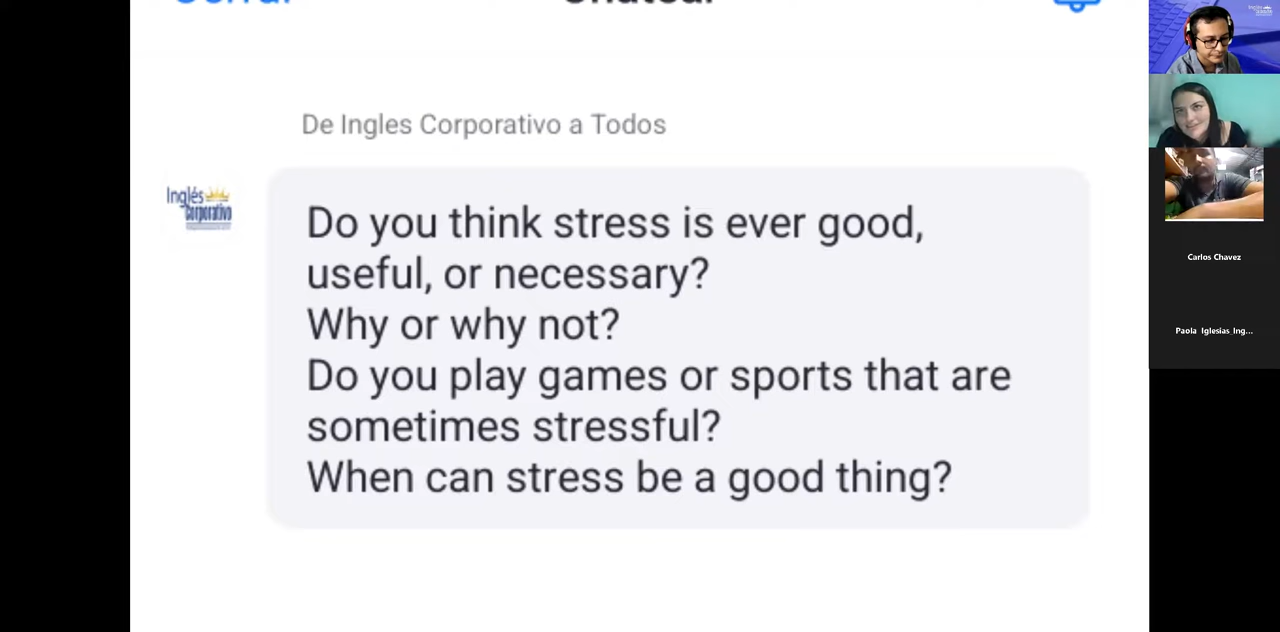 De Ingles Corporativo a Todos
Inglés
Corporativo
Do you think stress is ever good,
useful, or necessary?
Why or why not?
Do you play games or sports that are
sometimes stressful?
When can stress be a good thing?
Carlos Chavez
Paola Iglesias Ing...